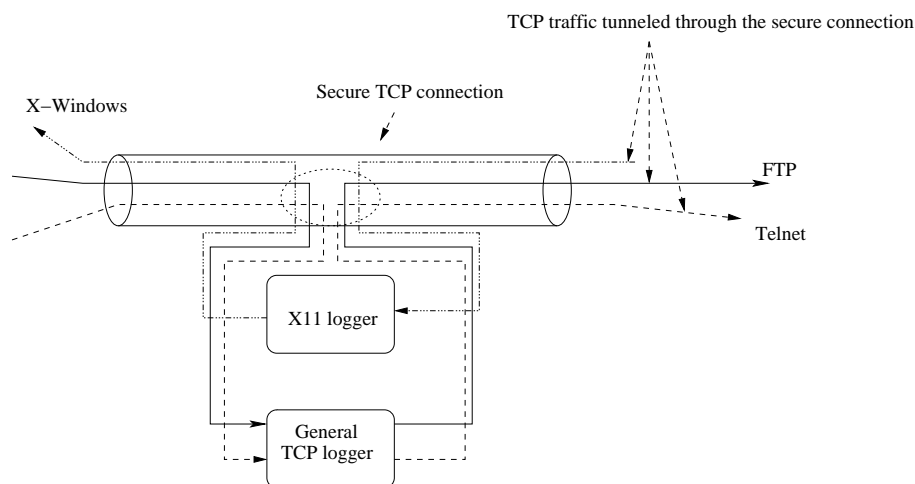 TCP traffic tunneled through the secure connection
Secure TCP connection
X−Windows
FTP
Telnet
X11 logger
General
TCP logger